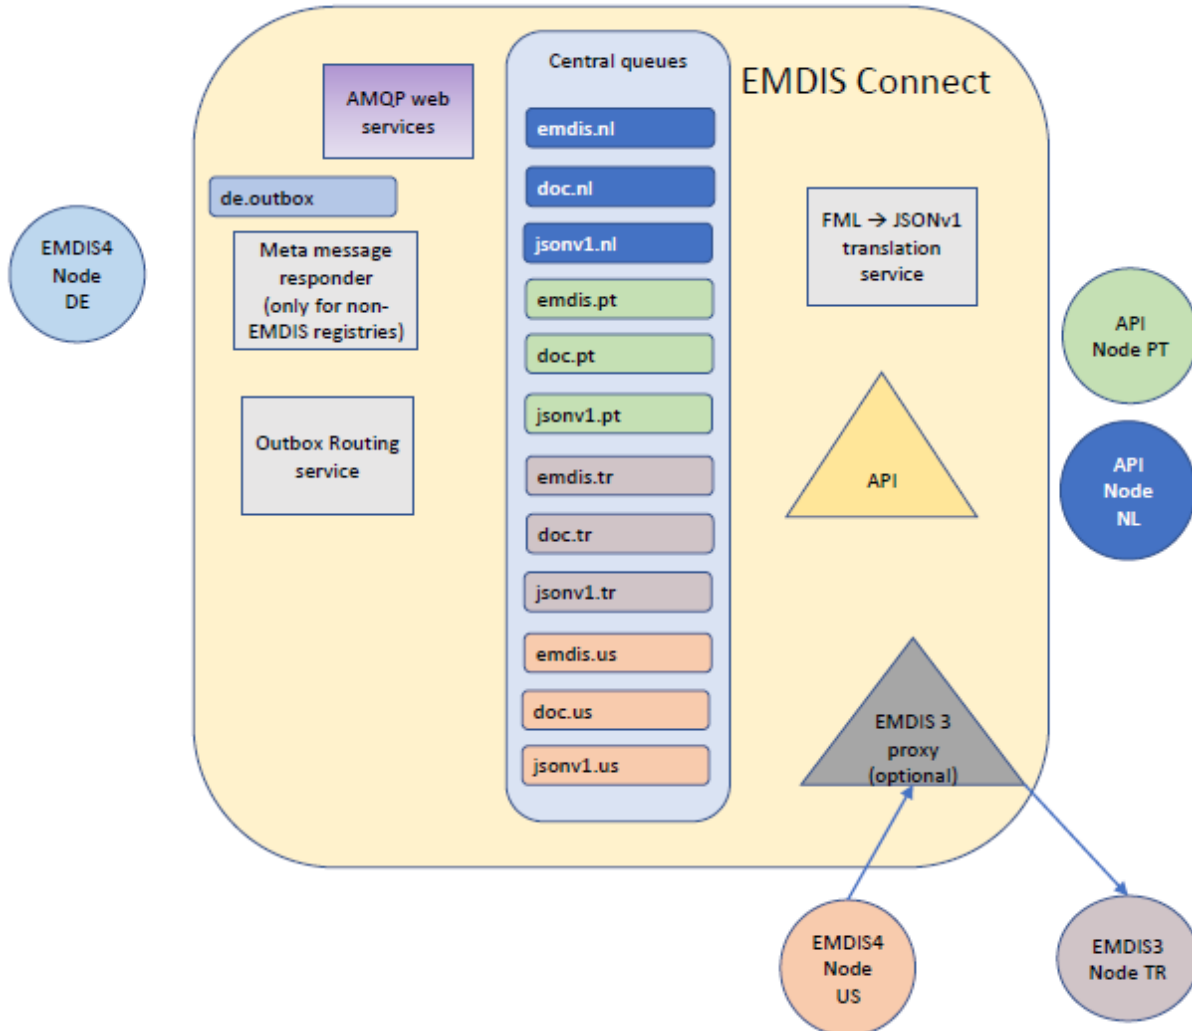 Central queues
EMDIS Connect
AMQP web
services
emdis.nl
doc.nl
jsonv1.nl
emdis.pt
doc.pt
jsonv1.pt
emdis.tr
doc.tr
jsonv1.tr
emdis.us
doc.us
jsonv1.us
de.outbox
EMDIS4
Node
DE
Meta message
responder
(only for non-
EMDIS registries)
Outbox Routing
service
FML → JSONv1
translation
service
API
Node PT
API
API
Node
NL
EMDIS 3
proxy
(optional)
EMDIS4
Node
US
EMDIS3
Node TR